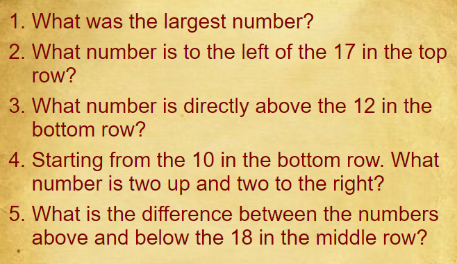 1. What was the largest number?
2. What number is to the left of the 17 in the top
row?
3. What number is directly above the 12 in the
bottom row?
4. Starting from the 10 in the bottom row. What
number is two up and two to the right?
5. What is the difference between the numbers
above and below the 18 in the middle row?